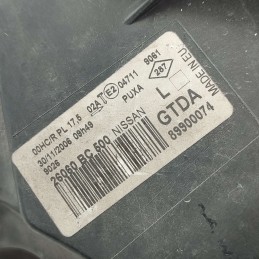 00HC/R PL 17,5 02A E2 04711 9061
30/11/2006 09h49 PUXA 287
9026 L MADE IN EU
26060 BC 500 NISSAN GTDA
89900074